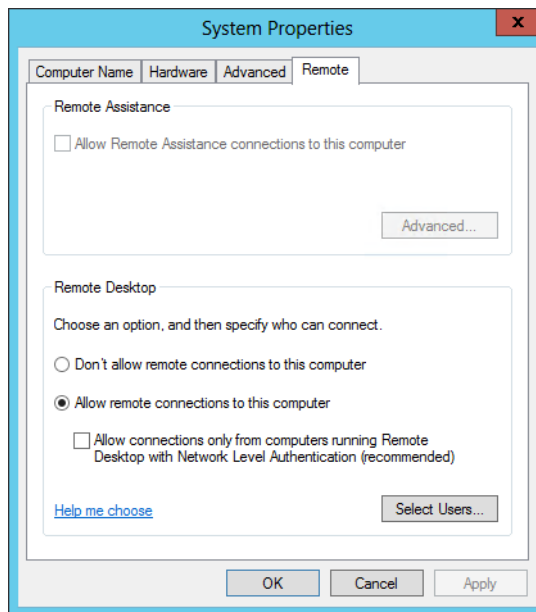 System Properties
x
Computer Name
Hardware
Advanced
Remote
Remote Assistance
Allow Remote Assistance connections to this computer
Advanced...
Remote Desktop
Choose an option, and then specify who can connect.
Don't allow remote connections to this computer
Allow remote connections to this computer
Allow connections only from computers running Remote
Desktop with Network Level Authentication (recommended)
Help me choose
Select Users...
OK
Cancel
Apply